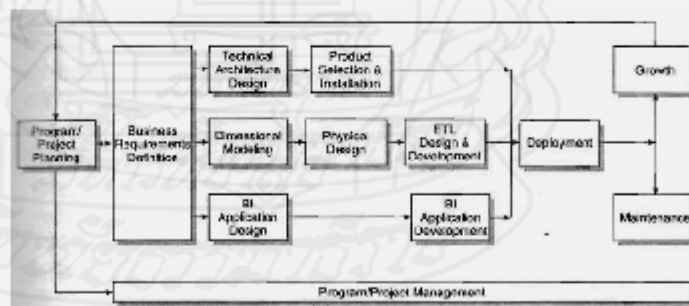 Technical
Architecture
Design
Product
Selection &
Installation
Growth
Program/
Project
Planning
Business
Requirements
Definition
Dimensional
Modeling
Physical
Design
ETL
Design &
Development
Deployment
BI
Application
Design
BI
Application
Development
Maintenance
Program/Project Management